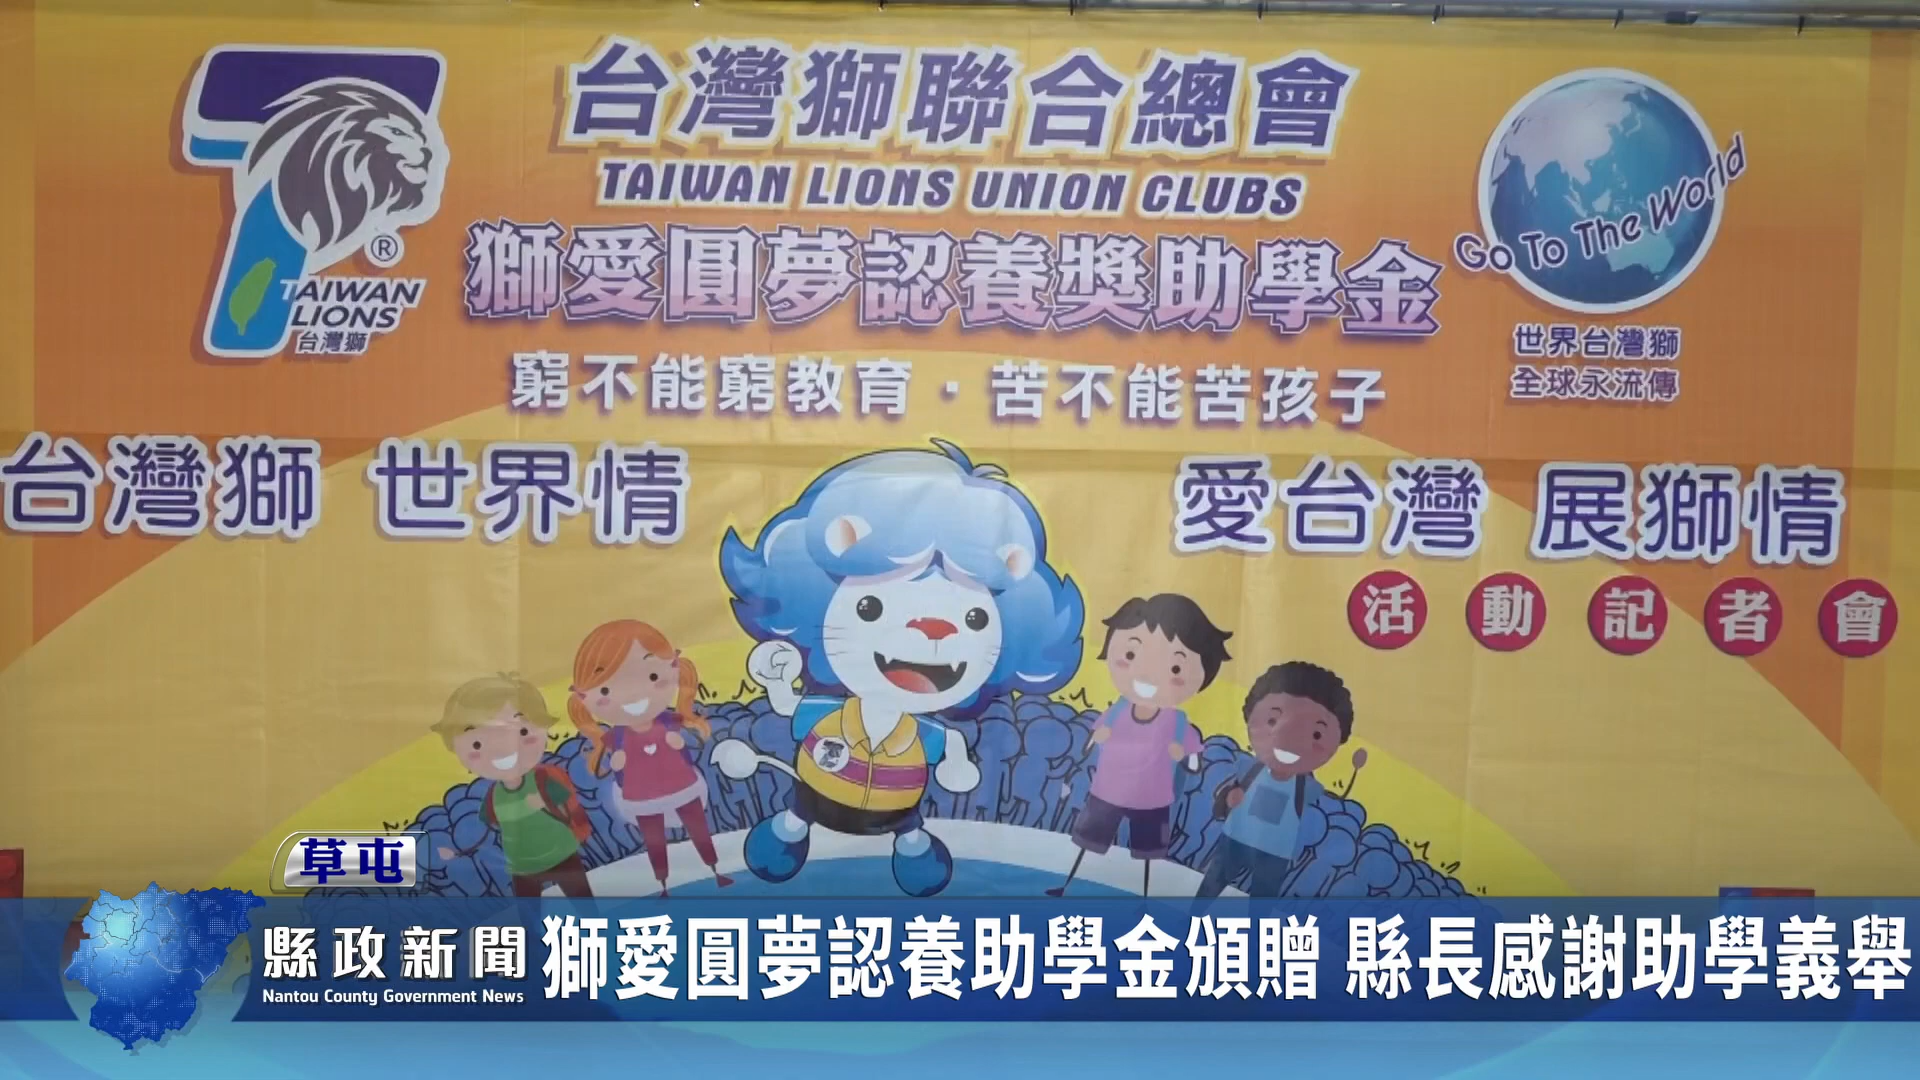 台灣獅聯合總會
TAIWAN LIONS UNION CLUBS
獅愛圓夢認養獎助學金
窮不能窮教育・苦不能苦孩子
®
TAIWAN
LIONS
台灣獅
Go To The World
世界台灣獅
全球永流傳
台灣獅 世界情
愛台灣 展獅情
活動記者會
草屯
縣政新聞
Nantou County Government News
獅愛圓夢認養助學金頒贈 縣長感謝助學義舉